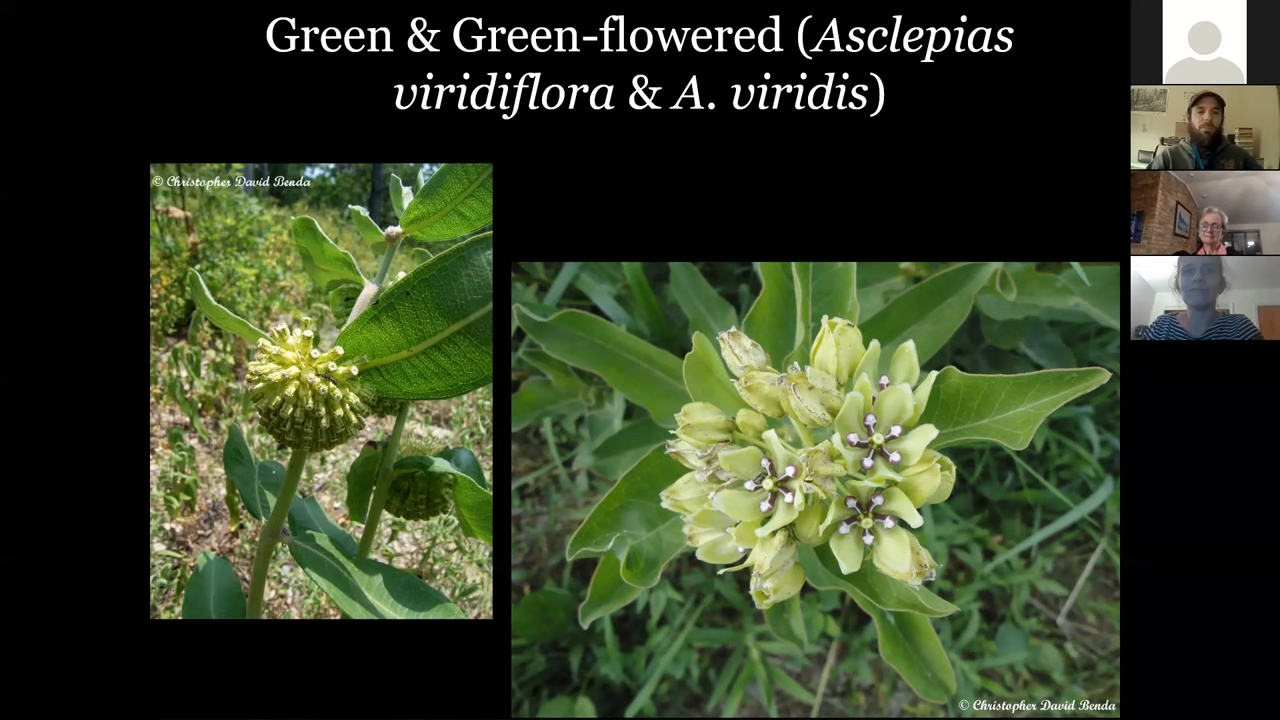 Green & Green-flowered (Asclepias
viridiflora & A. viridis)
© Christopher David Benda
© Christopher David Benda